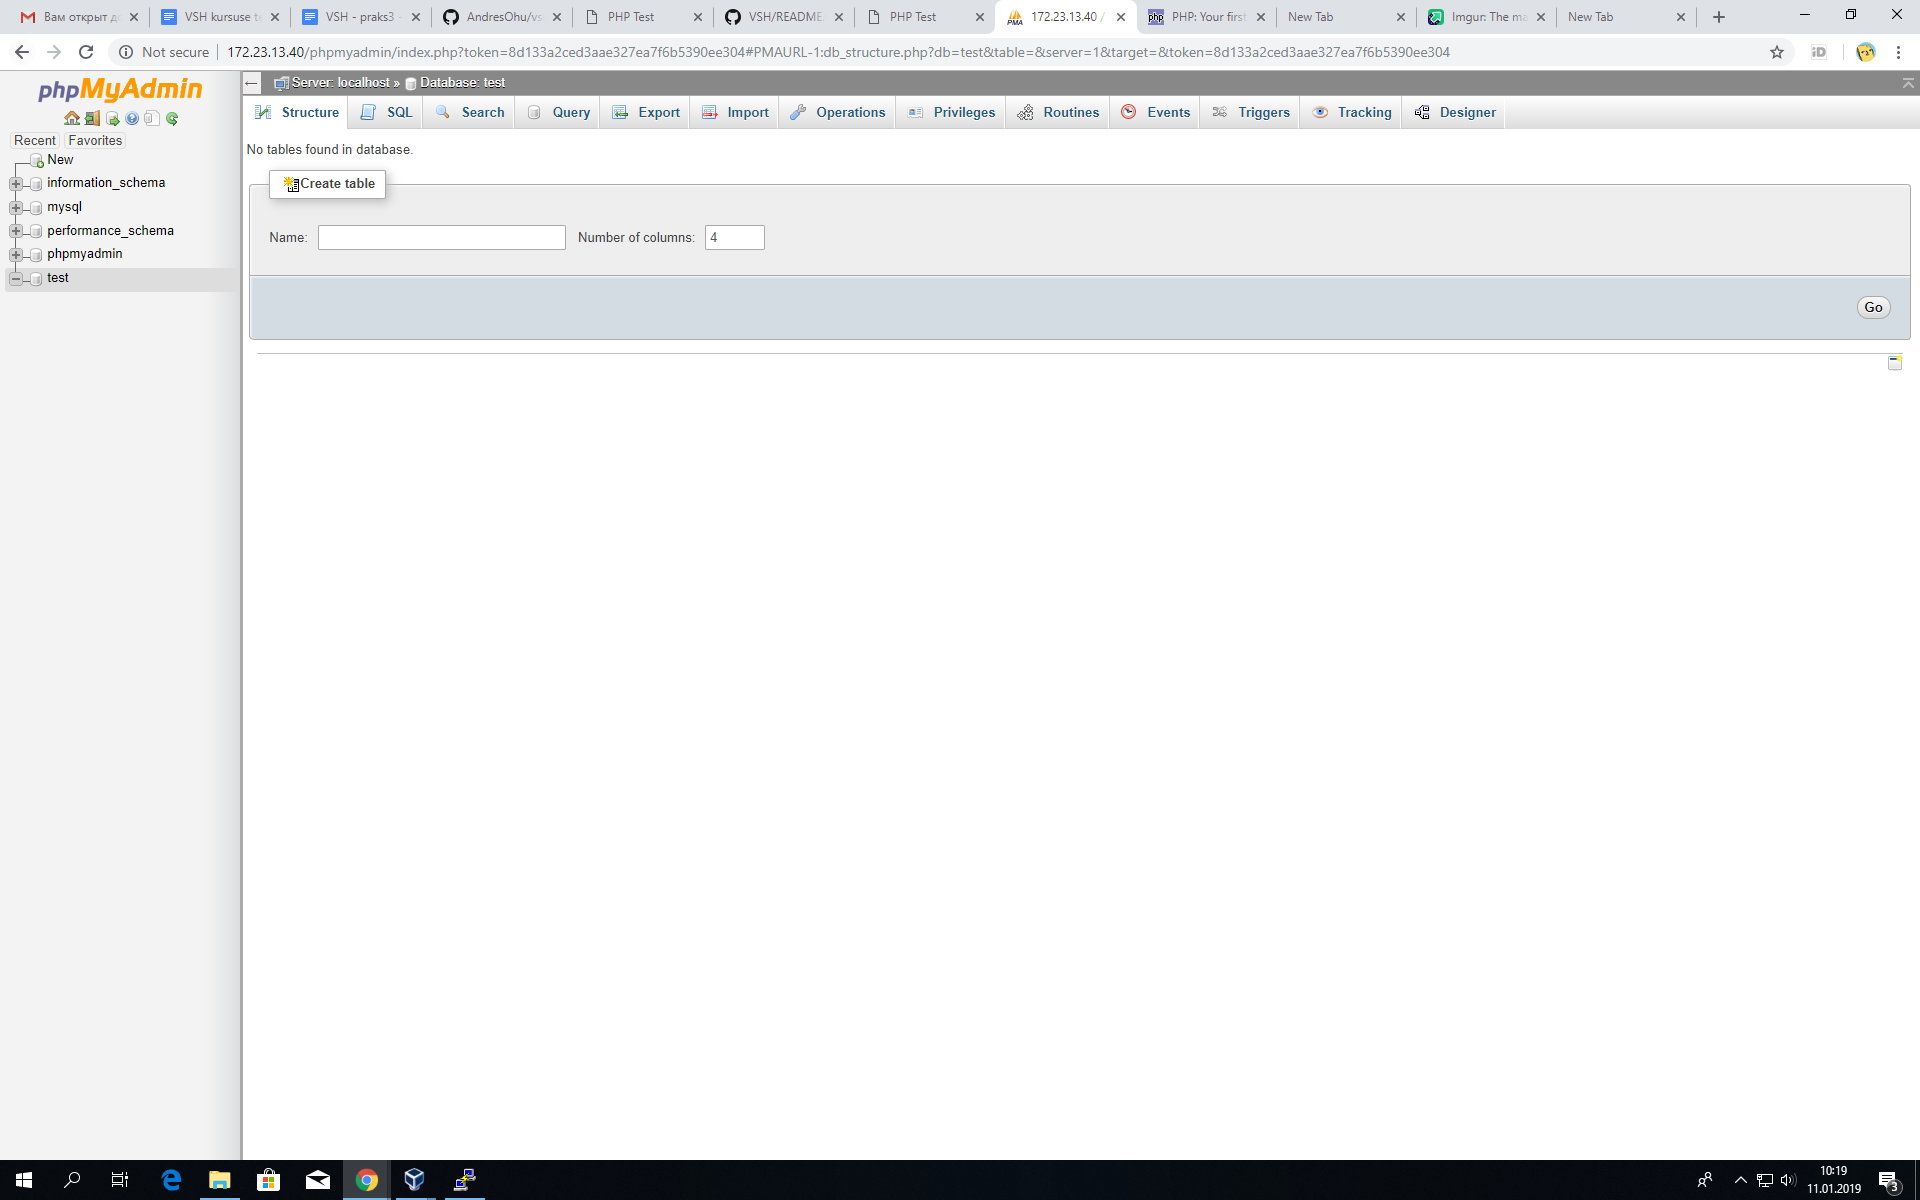 Вам открыт до
VSH kursuse te
VSH - praks3 -
AndresOhu/vs
PHP Test
VSH/README.
PHP Test
172.23.13.40 /
PHP: Your first
New Tab
Imgur: The ma
New Tab
Not secure
172.23.13.40/phpmyadmin/index.php?token=8d133a2ced3aae327ea7f6b5390ee304#PMAURL-1:db_structure.php?db=test&table=&server=1&target=&token=8d133a2ced3aae327ea7f6b5390ee304
phpMyAdmin
Recent Favorites
New
information_schema
mysql
performance_schema
phpmyadmin
test
Server: localhost » Database: test
Structure SQL Search Query Export Import Operations Privileges Routines Events Triggers Tracking Designer
No tables found in database.
Create table
Name: Number of columns: 4
Go
10:19
11.01.2019
3